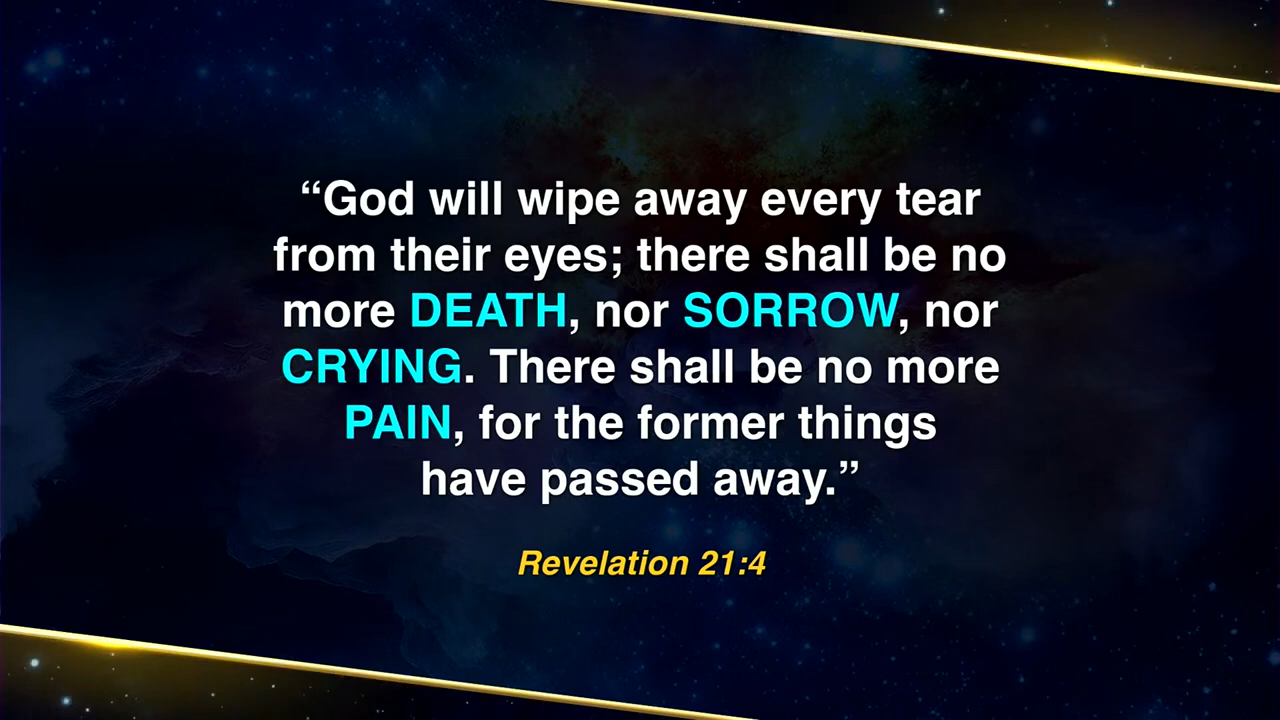 “God will wipe away every tear
from their eyes; there shall be no
more DEATH, nor SORROW, nor
CRYING. There shall be no more
PAIN, for the former things
have passed away.”
Revelation 21:4